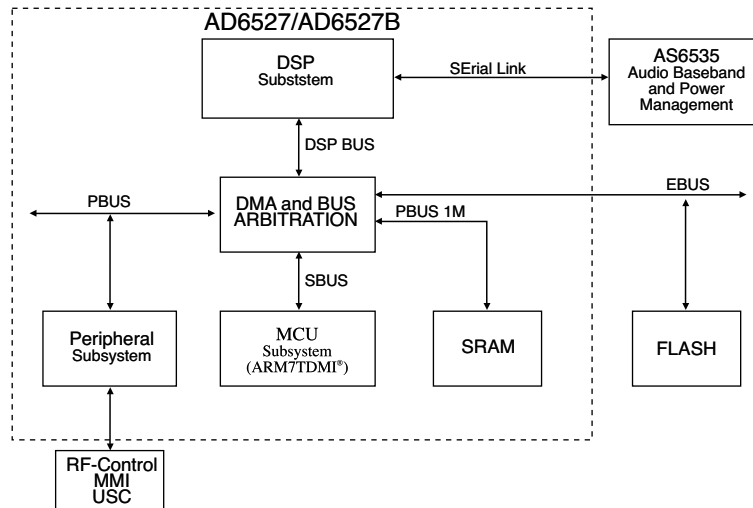 AD6527/AD6527B
DSP
Subststem
SErial Link
AS6535
Audio Baseband
and Power
Management
DSP BUS
PBUS
DMA and BUS
ARBITRATION
EBUS
PBUS 1M
SBUS
Peripheral
Subsystem
MCU
Subsystem
(ARM7TDMI®)
SRAM
FLASH
RF-Control
MMI
USC